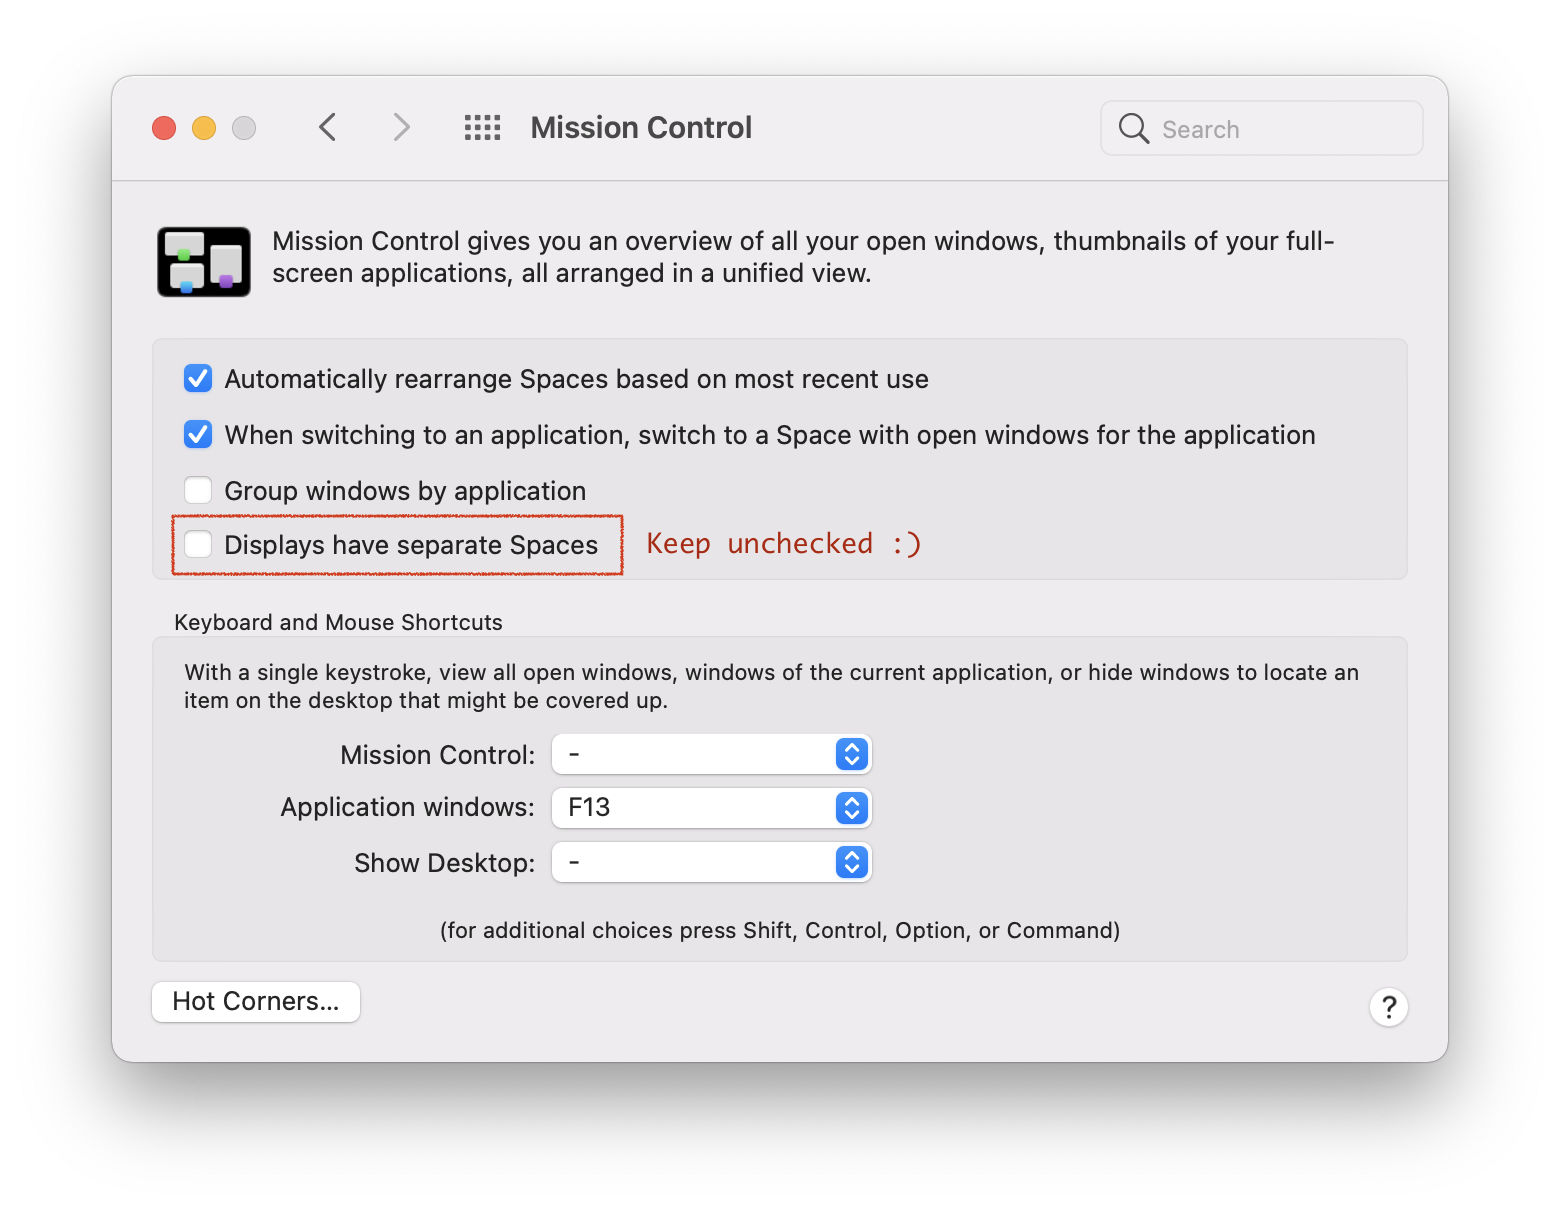 Mission Control
Search
Mission Control gives you an overview of all your open windows, thumbnails of your full-
screen applications, all arranged in a unified view.
Automatically rearrange Spaces based on most recent use
When switching to an application, switch to a Space with open windows for the application
Group windows by application
Displays have separate Spaces Keep unchecked :)
Keyboard and Mouse Shortcuts
With a single keystroke, view all open windows, windows of the current application, or hide windows to locate an
item on the desktop that might be covered up.
Mission Control: -
Application windows: F13
Show Desktop: -
(for additional choices press Shift, Control, Option, or Command)
Hot Corners...
?